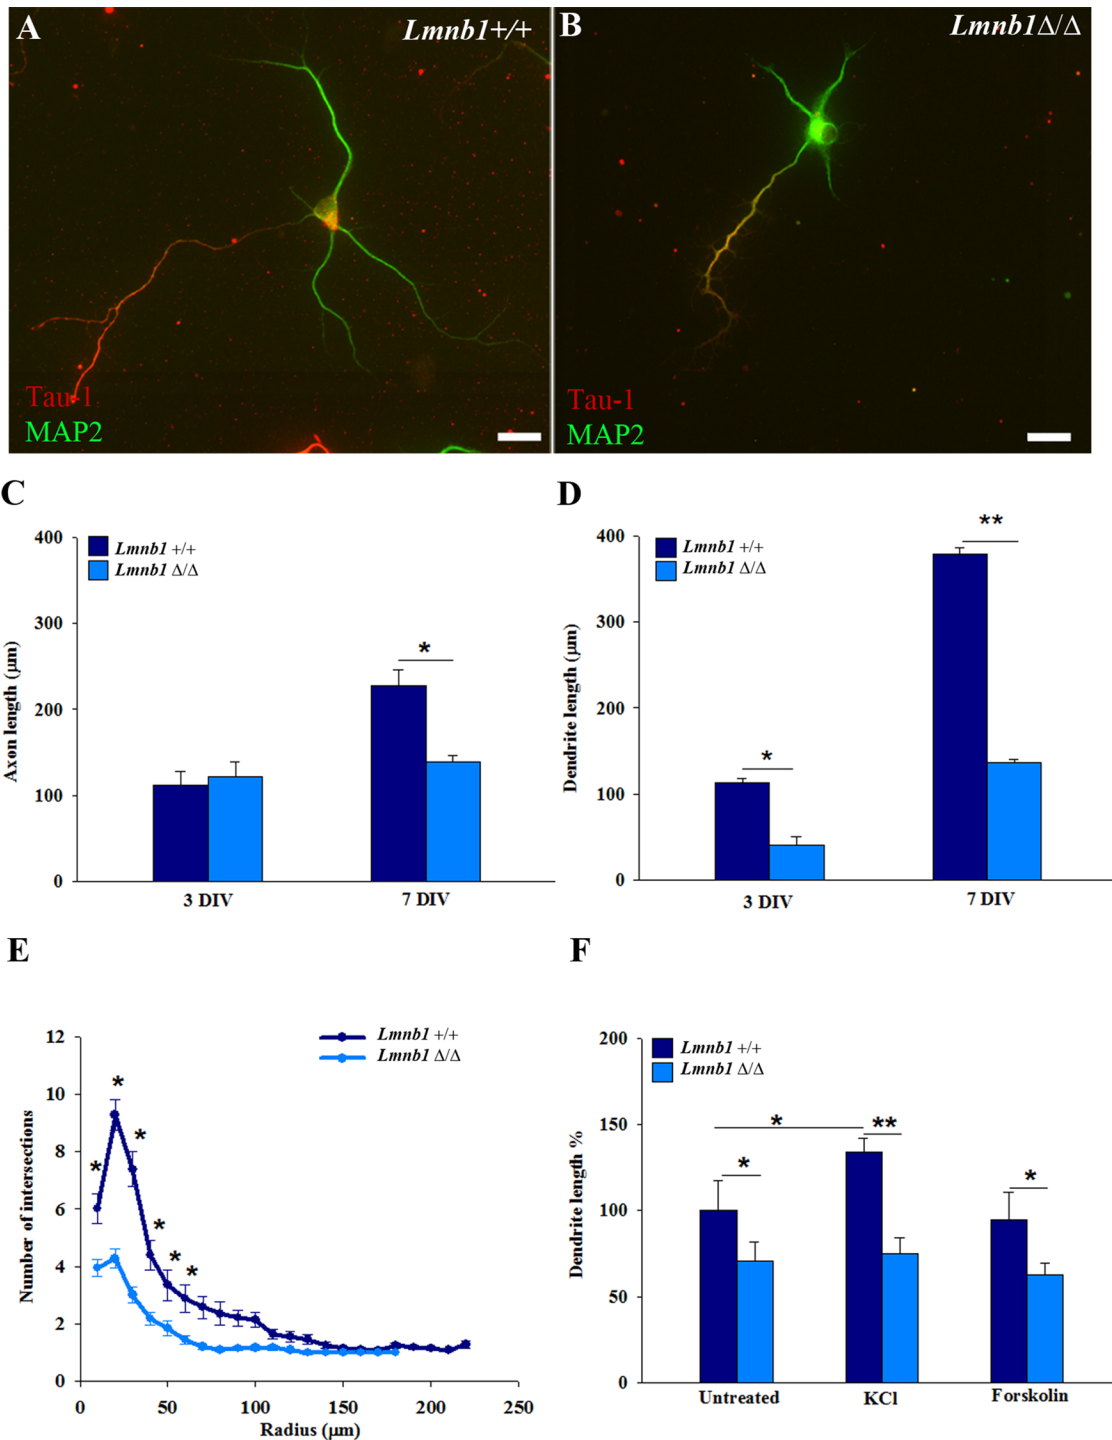 A
Lmnb1+/+
Tau-1
MAP2
B
Lmnb1Δ/Δ
Tau-1
MAP2
C
400
300
200
100
0
Axon length (µm)
Lmnb1 +/+
Lmnb1 Δ/Δ
*
3 DIV
7 DIV
D
400
300
200
100
0
Dendrite length (µm)
Lmnb1 +/+
Lmnb1 Δ/Δ
*
**
3 DIV
7 DIV
E
12
10
8
6
4
2
0
Number of intersections
Lmnb1 +/+
Lmnb1 Δ/Δ
*
*
*
*
*
*
0 50 100 150 200 250
Radius (µm)
F
200
150
100
50
0
Dendrite length %
Lmnb1 +/+
Lmnb1 Δ/Δ
*
*
**
*
Untreated
KCl
Forskolin